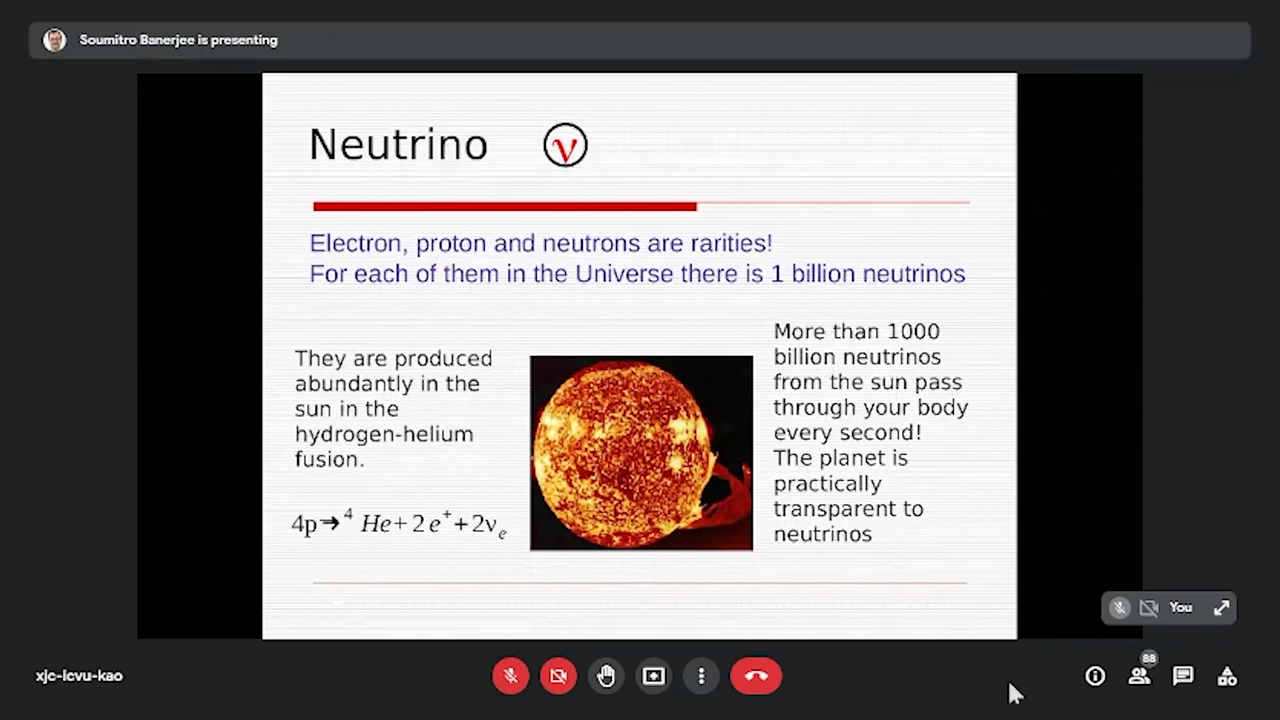 Soumitro Banerjee is presenting
Neutrino ν
Electron, proton and neutrons are rarities!
For each of them in the Universe there is 1 billion neutrinos
They are produced
abundantly in the
sun in the
hydrogen-helium
fusion.
4p→⁴ He+2e⁺+2νₑ
More than 1000
billion neutrinos
from the sun pass
through your body
every second!
The planet is
practically
transparent to
neutrinos
You
xjc-lcvu-kao
88